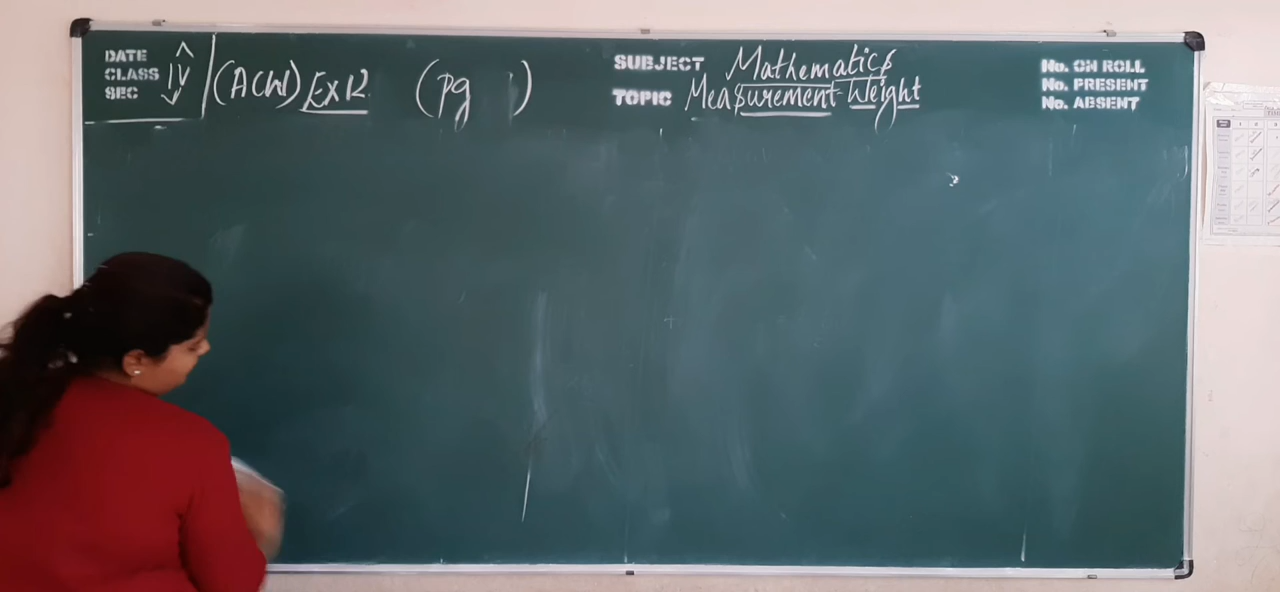 DATE
CLASS IV
SEC
(ACW) Ex 12 (pg )
SUBJECT Mathematics
TOPIC Measurement Weight
No. ON ROLL
No. PRESENT
No. ABSENT